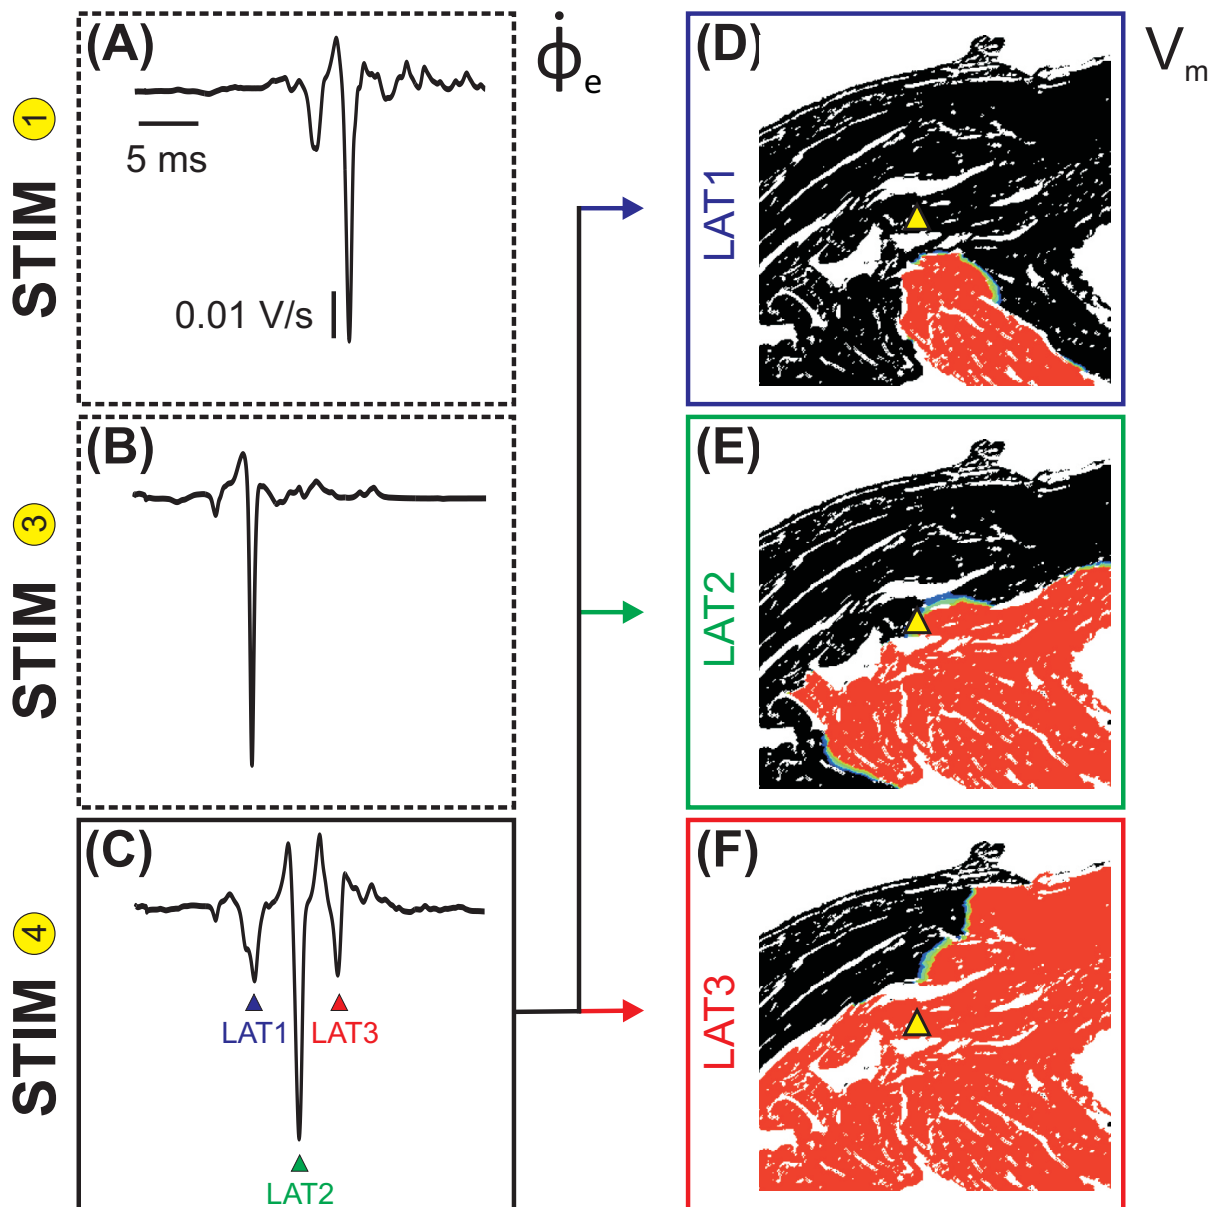 STIM 1
(A)
5 ms
0.01 V/s
ϕ̇e
(D)
LAT1
Vm
STIM 3
(B)
(E)
LAT2
STIM 4
(C)
LAT1
LAT3
LAT2
(F)
LAT3